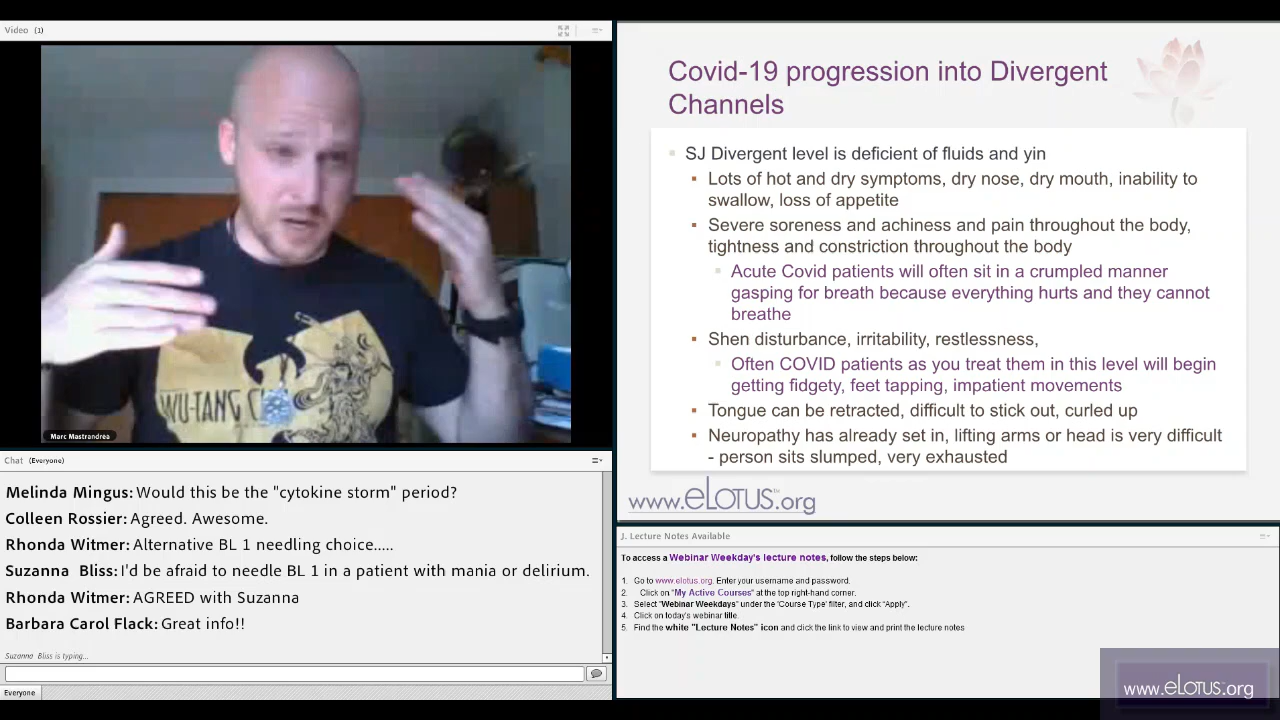 Video (1)
WU-TANG C
Marc Mastrandrea
Chat (Everyone)
Melinda Mingus: Would this be the "cytokine storm" period?
Colleen Rossier: Agreed. Awesome.
Rhonda Witmer: Alternative BL 1 needling choice.....
Suzanna Bliss: I'd be afraid to needle BL 1 in a patient with mania or delirium.
Rhonda Witmer: AGREED with Suzanna
Barbara Carol Flack: Great info!!
Suzanna Bliss is typing...
Everyone
Covid-19 progression into Divergent
Channels
SJ Divergent level is deficient of fluids and yin
Lots of hot and dry symptoms, dry nose, dry mouth, inability to
swallow, loss of appetite
Severe soreness and achiness and pain throughout the body,
tightness and constriction throughout the body
Acute Covid patients will often sit in a crumpled manner
gasping for breath because everything hurts and they cannot
breathe
Shen disturbance, irritability, restlessness,
Often COVID patients as you treat them in this level will begin
getting fidgety, feet tapping, impatient movements
Tongue can be retracted, difficult to stick out, curled up
Neuropathy has already set in, lifting arms or head is very difficult
- person sits slumped, very exhausted
www.eLOTUS.org
J. Lecture Notes Available
To access a Webinar Weekday's lecture notes, follow the steps below:
1. Go to www.elotus.org. Enter your username and password.
2. Click on "My Active Courses" at the top right-hand corner.
3. Select "Webinar Weekdays" under the 'Course Type' filter, and click "Apply".
4. Click on today's webinar title.
5. Find the white "Lecture Notes" icon and click the link to view and print the lecture notes
www.eLOTUS.org